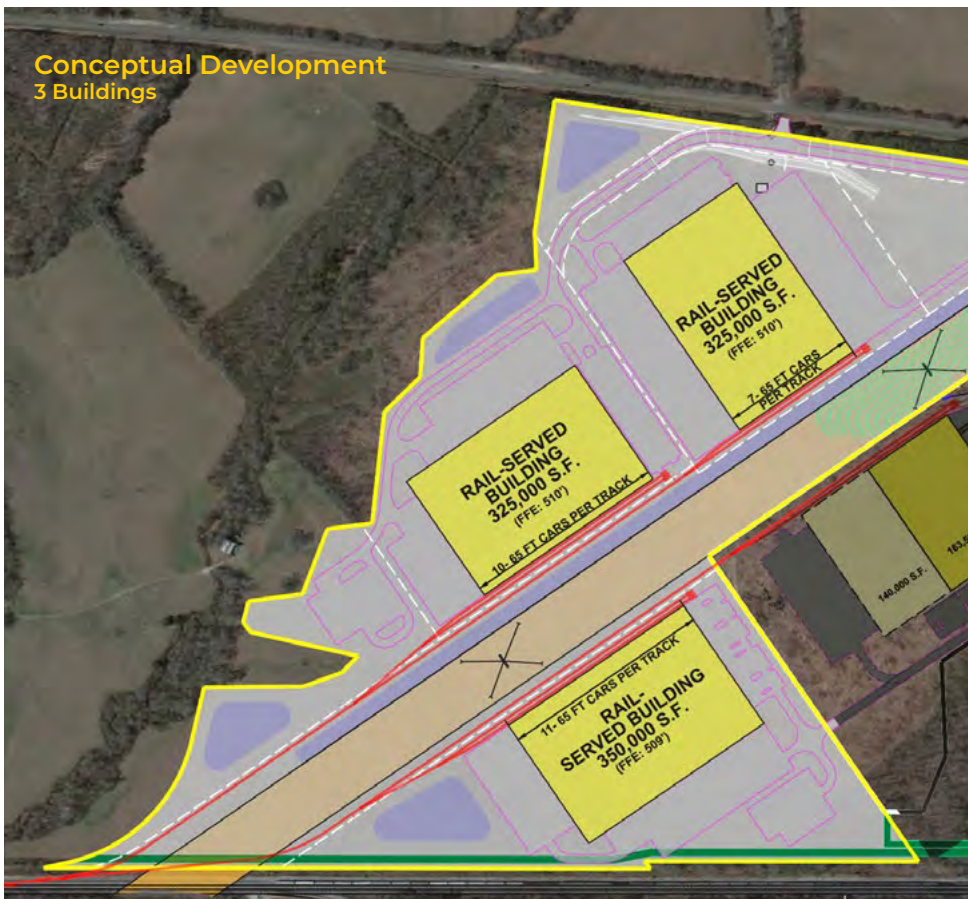 Conceptual Development
3 Buildings
RAIL-SERVED
BUILDING
325,000 S.F.
(FFE: 510')
7- 65 FT CARS
PER TRACK
RAIL-SERVED
BUILDING
325,000 S.F.
(FFE: 510')
10- 65 FT CARS PER TRACK
11- 65 FT CARS PER TRACK
RAIL-
SERVED BUILDING
350,000 S.F.
(FFE: 509')
140,000 S.F.